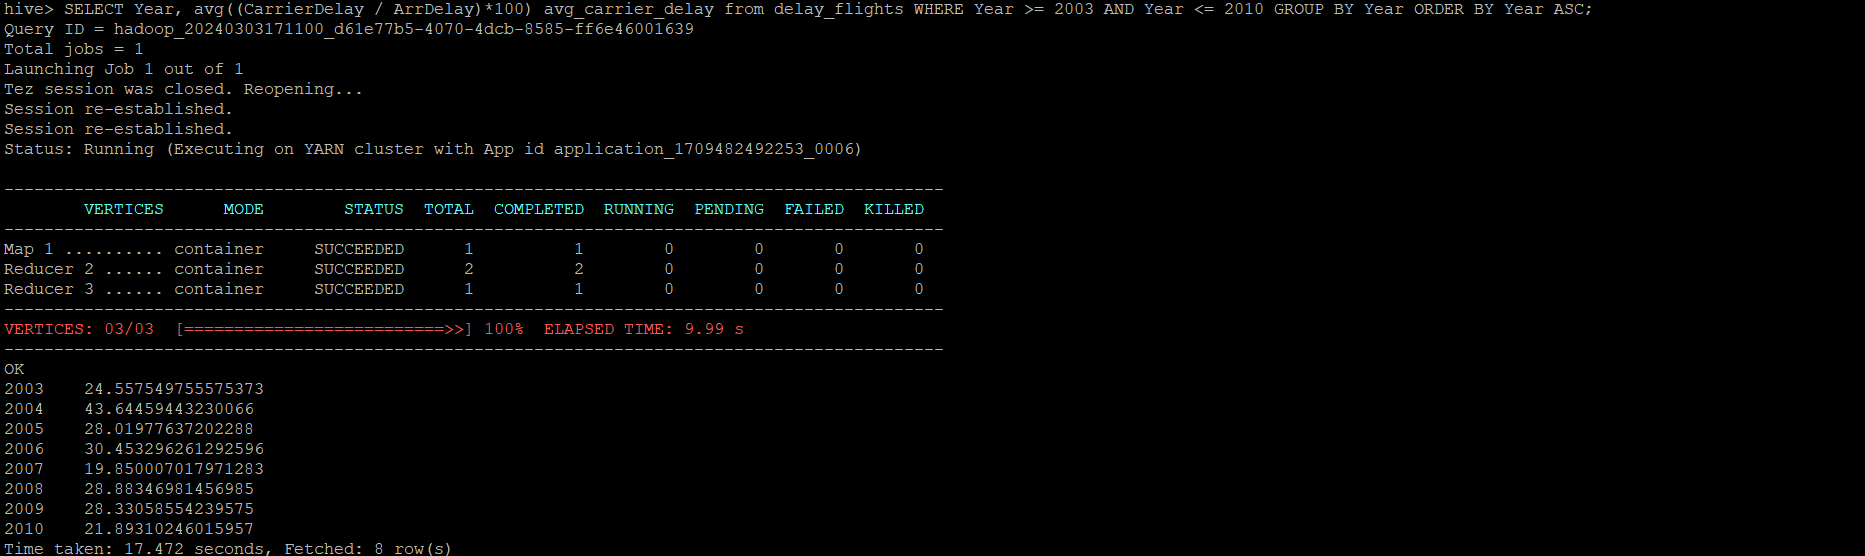 hive> SELECT Year, avg((CarrierDelay / ArrDelay)*100) avg_carrier_delay from delay_flights WHERE Year >= 2003 AND Year <= 2010 GROUP BY Year ORDER BY Year ASC;
Query ID = hadoop_20240303171100_d61e77b5-4070-4dcb-8585-ff6e46001639
Total jobs = 1
Launching Job 1 out of 1
Tez session was closed. Reopening...
Session re-established.
Session re-established.
Status: Running (Executing on YARN cluster with App id application_1709482492253_0006)
----------------------------------------------------------------------------------------------
        VERTICES      MODE        STATUS  TOTAL  COMPLETED  RUNNING  PENDING  FAILED  KILLED
----------------------------------------------------------------------------------------------
Map 1 .......... container     SUCCEEDED      1          1        0        0       0       0
Reducer 2 ...... container     SUCCEEDED      2          2        0        0       0       0
Reducer 3 ...... container     SUCCEEDED      1          1        0        0       0       0
----------------------------------------------------------------------------------------------
VERTICES: 03/03  [==========================>>] 100%  ELAPSED TIME: 9.99 s
----------------------------------------------------------------------------------------------
OK
2003    24.557549755575373
2004    43.64459443230066
2005    28.01977637202288
2006    30.453296261292596
2007    19.850007017971283
2008    28.88346981456985
2009    28.33058554239575
2010    21.89310246015957
Time taken: 17.472 seconds, Fetched: 8 row(s)